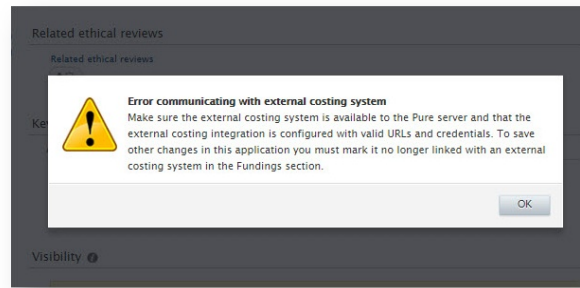 Related ethical reviews
Related ethical reviews
Error communicating with external costing system
Make sure the external costing system is available to the Pure server and that the
external costing integration is configured with valid URLs and credentials. To save
other changes in this application you must mark it no longer linked with an external
costing system in the Fundings section.
OK
Visibility